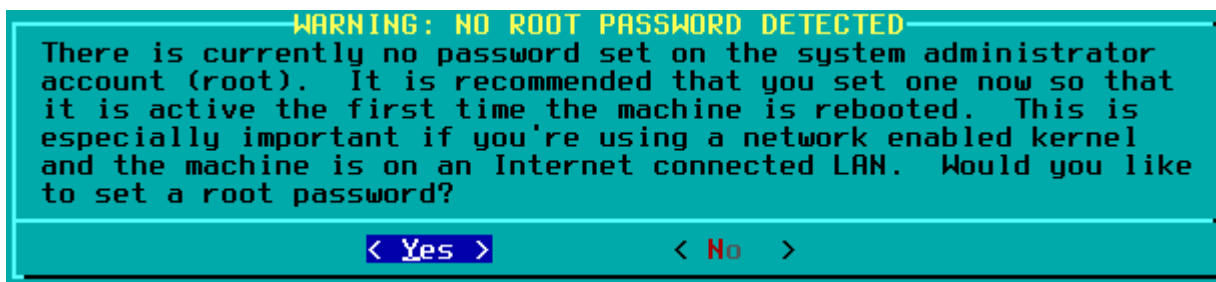 WARNING: NO ROOT PASSWORD DETECTED
There is currently no password set on the system administrator
account (root).  It is recommended that you set one now so that
it is active the first time the machine is rebooted.  This is
especially important if you're using a network enabled kernel
and the machine is on an Internet connected LAN.  Would you like
to set a root password?
< Yes > < No >